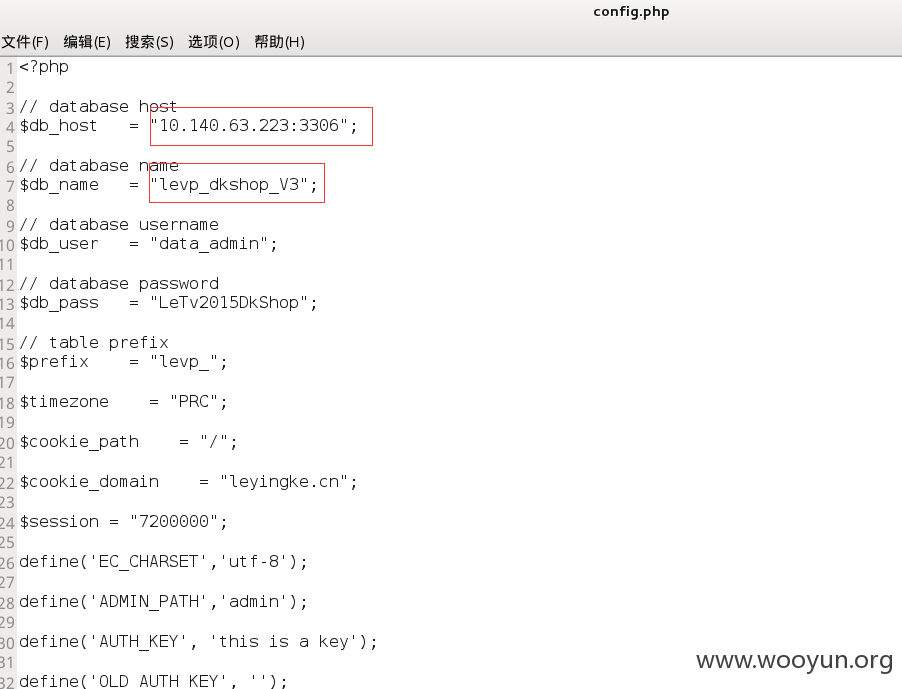 config.php
文件(F) 编辑(E) 搜索(S) 选项(O) 帮助(H)
1 <?php
2
3 // database host
4 $db_host   = "10.140.63.223:3306";
5
6 // database name
7 $db_name   = "levp_dkshop_V3";
8
9 // database username
10 $db_user   = "data_admin";
11
12 // database password
13 $db_pass   = "LeTv2015DkShop";
14
15 // table prefix
16 $prefix    = "levp_";
17
18 $timezone    = "PRC";
19
20 $cookie_path    = "/";
21
22 $cookie_domain    = "leyingke.cn";
23
24 $session = "7200000";
25
26 define('EC_CHARSET','utf-8');
27
28 define('ADMIN_PATH','admin');
29
30 define('AUTH_KEY', 'this is a key');
31
32 define('OLD_AUTH_KEY', '');
www.wooyun.org